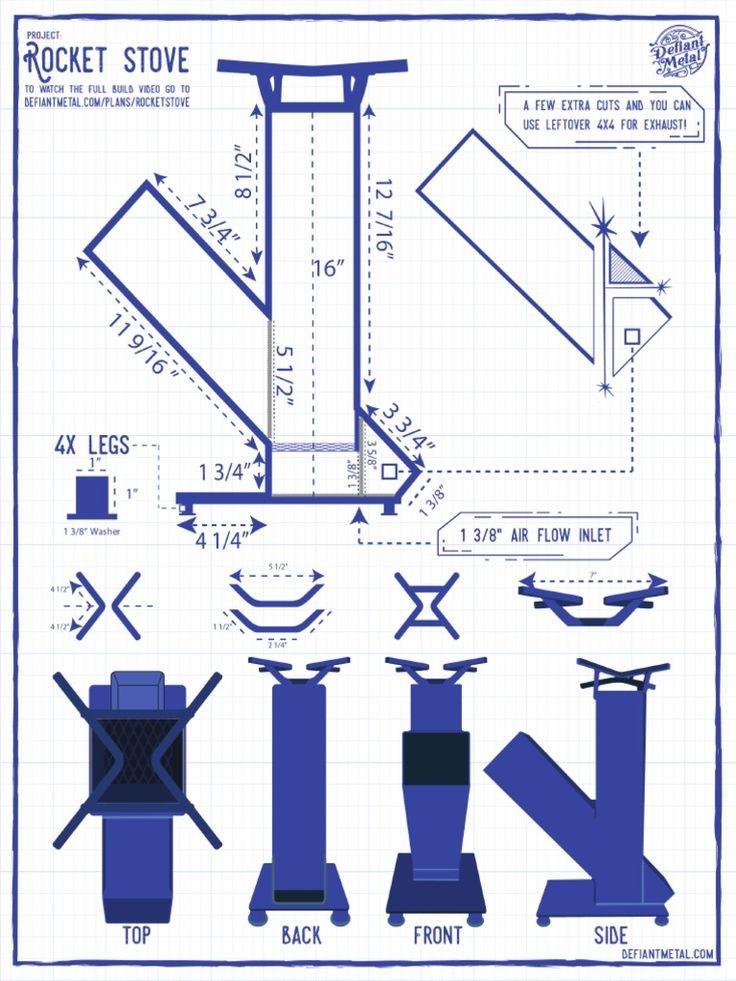 PROJECT:
ROCKET STOVE
TO WATCH THE FULL BUILD VIDEO GO TO
DEFIANTMETAL.COM/PLANS/ROCKETSTOVE
Defiant
Metal
A FEW EXTRA CUTS AND YOU CAN
USE LEFTOVER 4X4 FOR EXHAUST!
8 1/2"
7 3/4"
12 7/16"
16"
11 9/16 "
5 1/2"
3 3/4"
4X LEGS
1"
1"
1 3/8" Washer
1 3/4"
1 3/8"
3 5/8"
1 3/8"
4 1/4"
1 3/8" AIR FLOW INLET
4 1/2"
4 1/2"
5 1/2"
1 1/2"
2 1/4"
7"
TOP
BACK
FRONT
SIDE
DEFIANTMETAL.COM